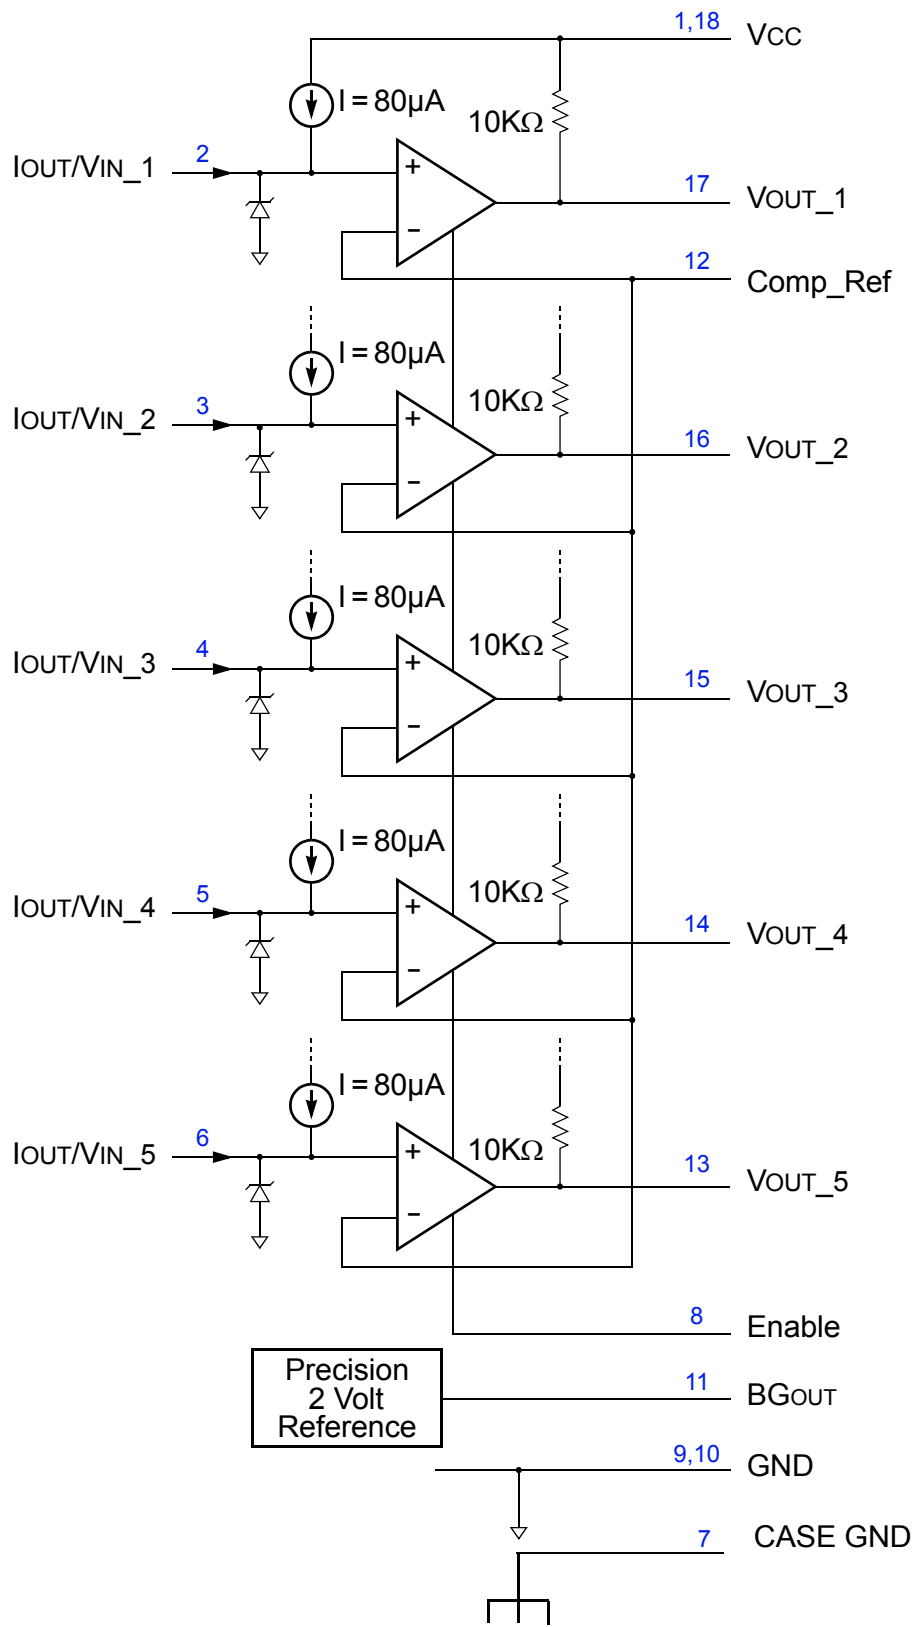 1,18 VCC
I = 80µA
10KΩ
IOUT/VIN_1 2 + 17 VOUT_1
−
12 Comp_Ref
I = 80µA
10KΩ
IOUT/VIN_2 3 + 16 VOUT_2
−
I = 80µA
10KΩ
IOUT/VIN_3 4 + 15 VOUT_3
−
I = 80µA
10KΩ
IOUT/VIN_4 5 + 14 VOUT_4
−
I = 80µA
10KΩ
IOUT/VIN_5 6 + 13 VOUT_5
−
8 Enable
Precision
2 Volt
Reference
11 BGOUT
9,10 GND
7 CASE GND